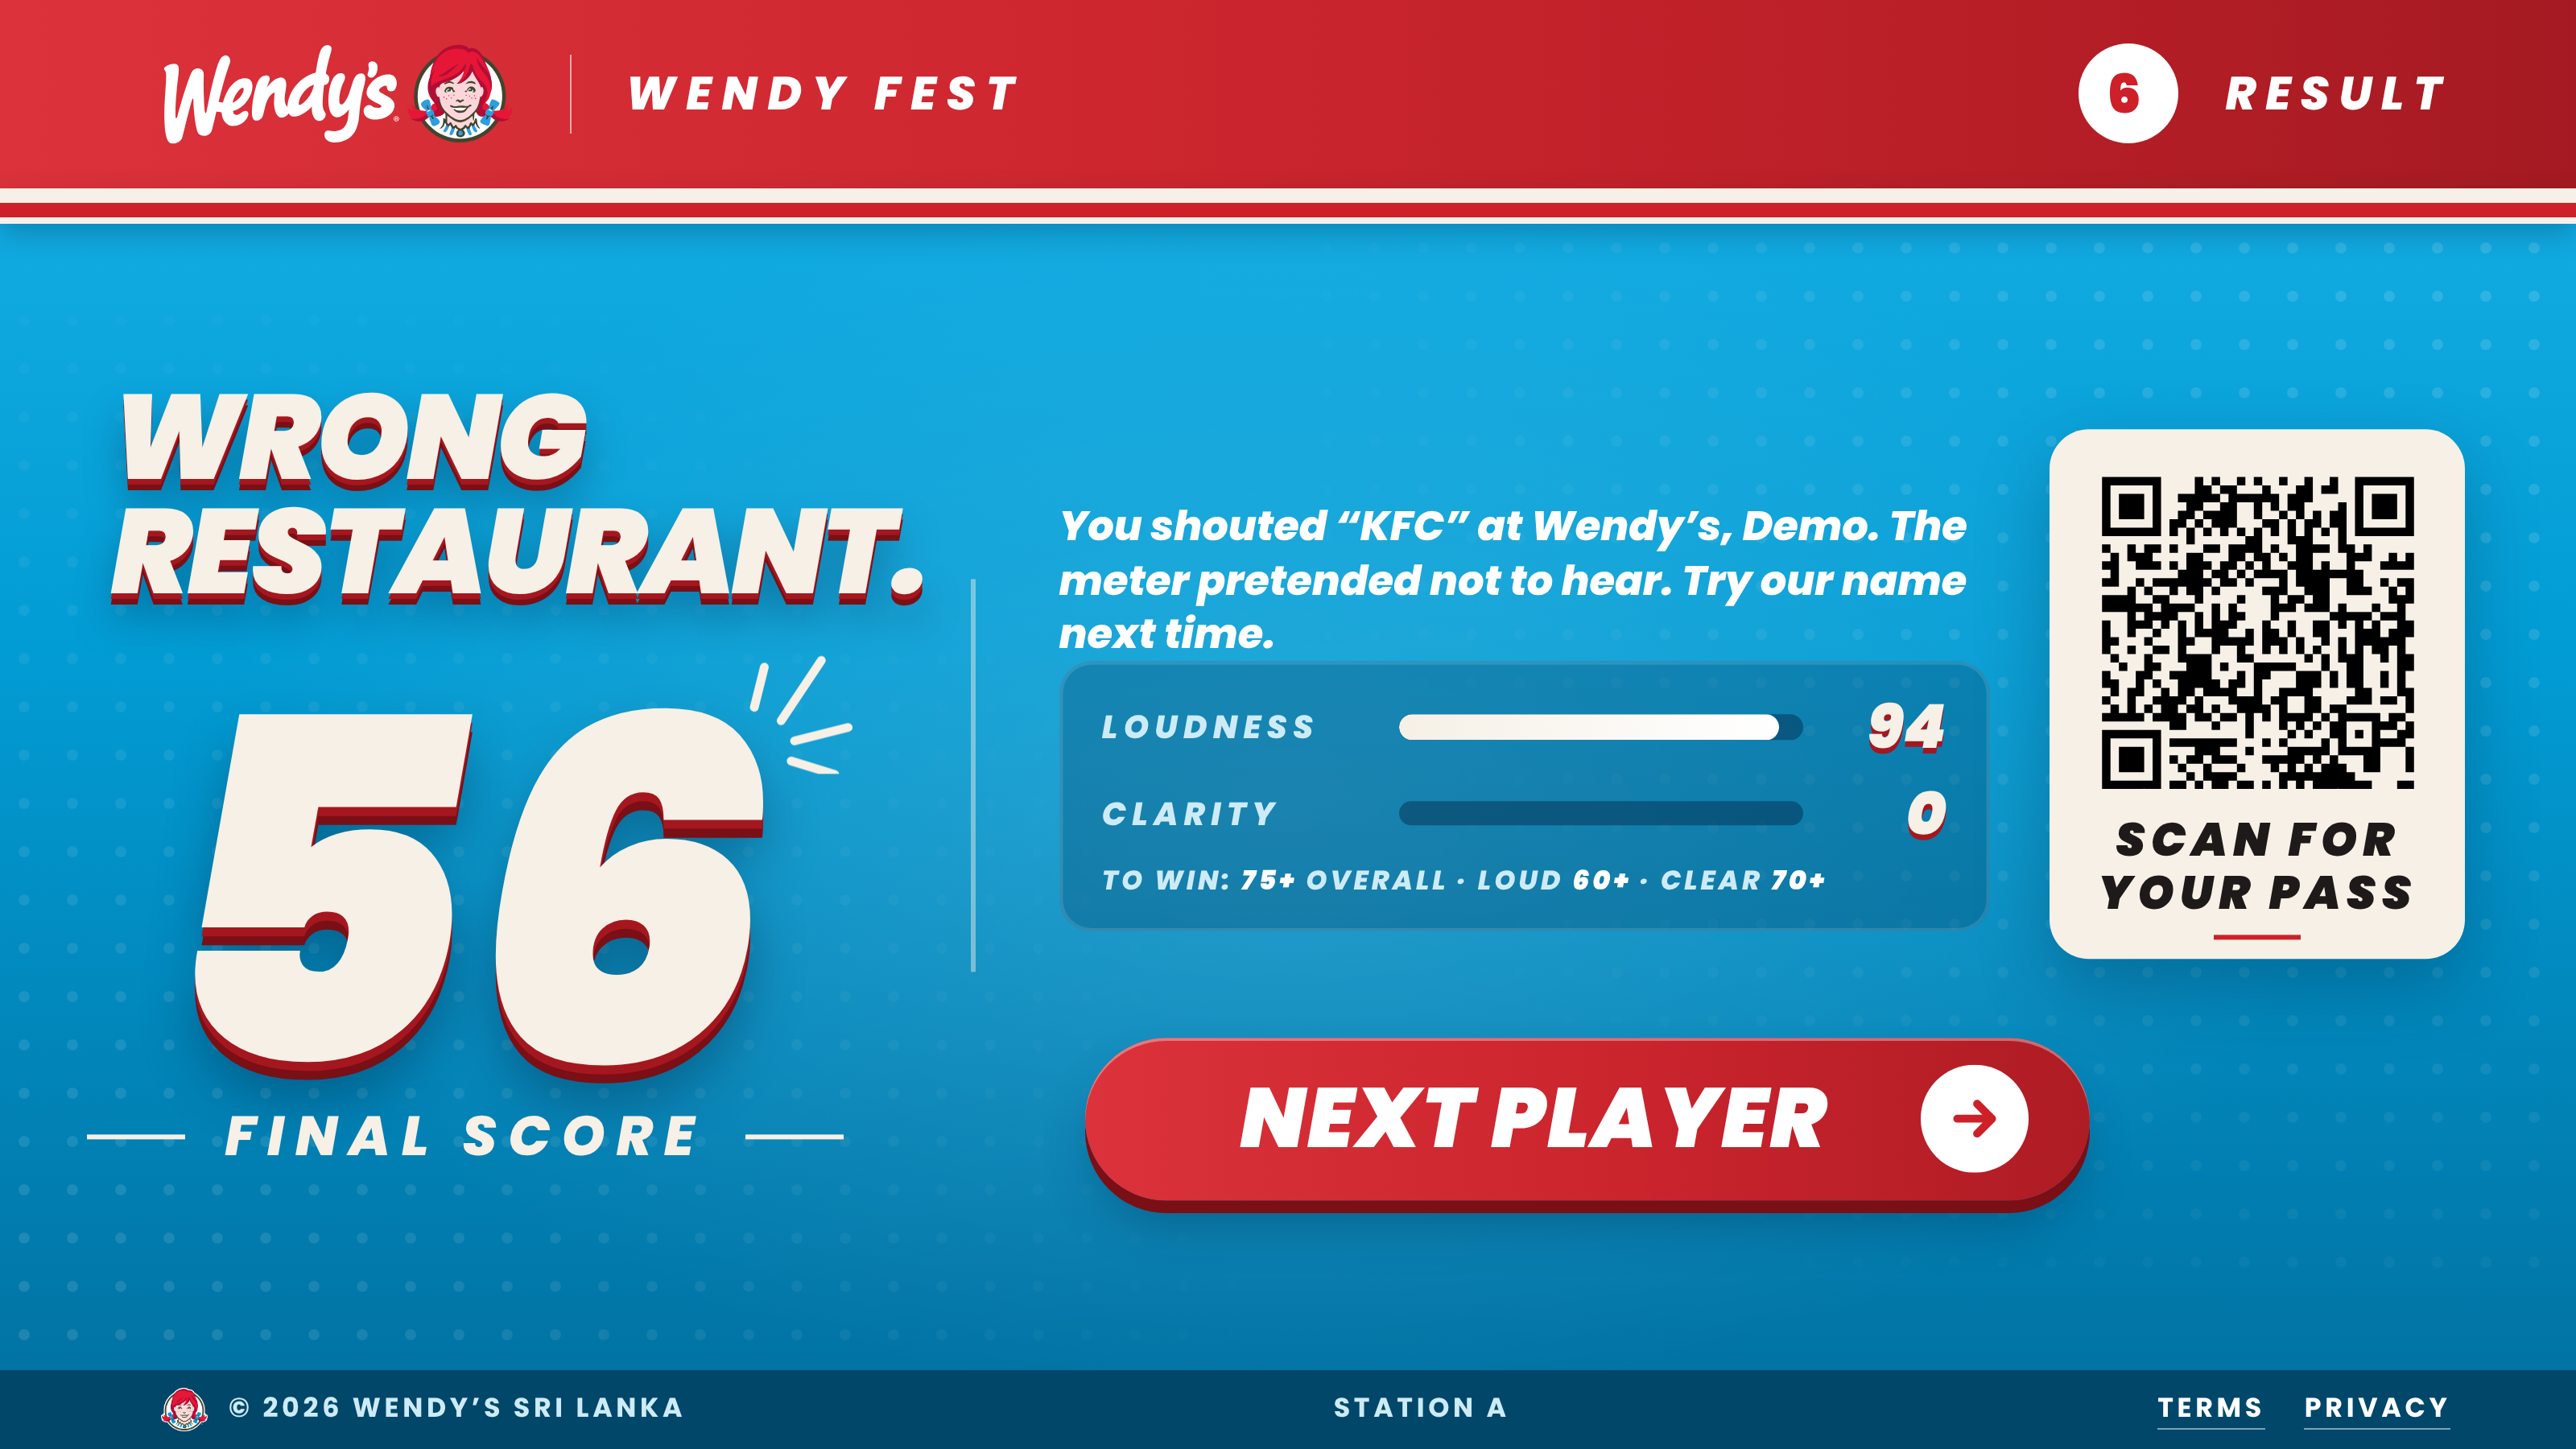 Wendy's
WENDY FEST
6 RESULT
WRONG
RESTAURANT.
56
FINAL SCORE
You shouted “KFC” at Wendy’s, Demo. The
meter pretended not to hear. Try our name
next time.
LOUDNESS 94
CLARITY 0
TO WIN: 75+ OVERALL · LOUD 60+ · CLEAR 70+
SCAN FOR
YOUR PASS
NEXT PLAYER
© 2026 WENDY’S SRI LANKA
STATION A
TERMS PRIVACY